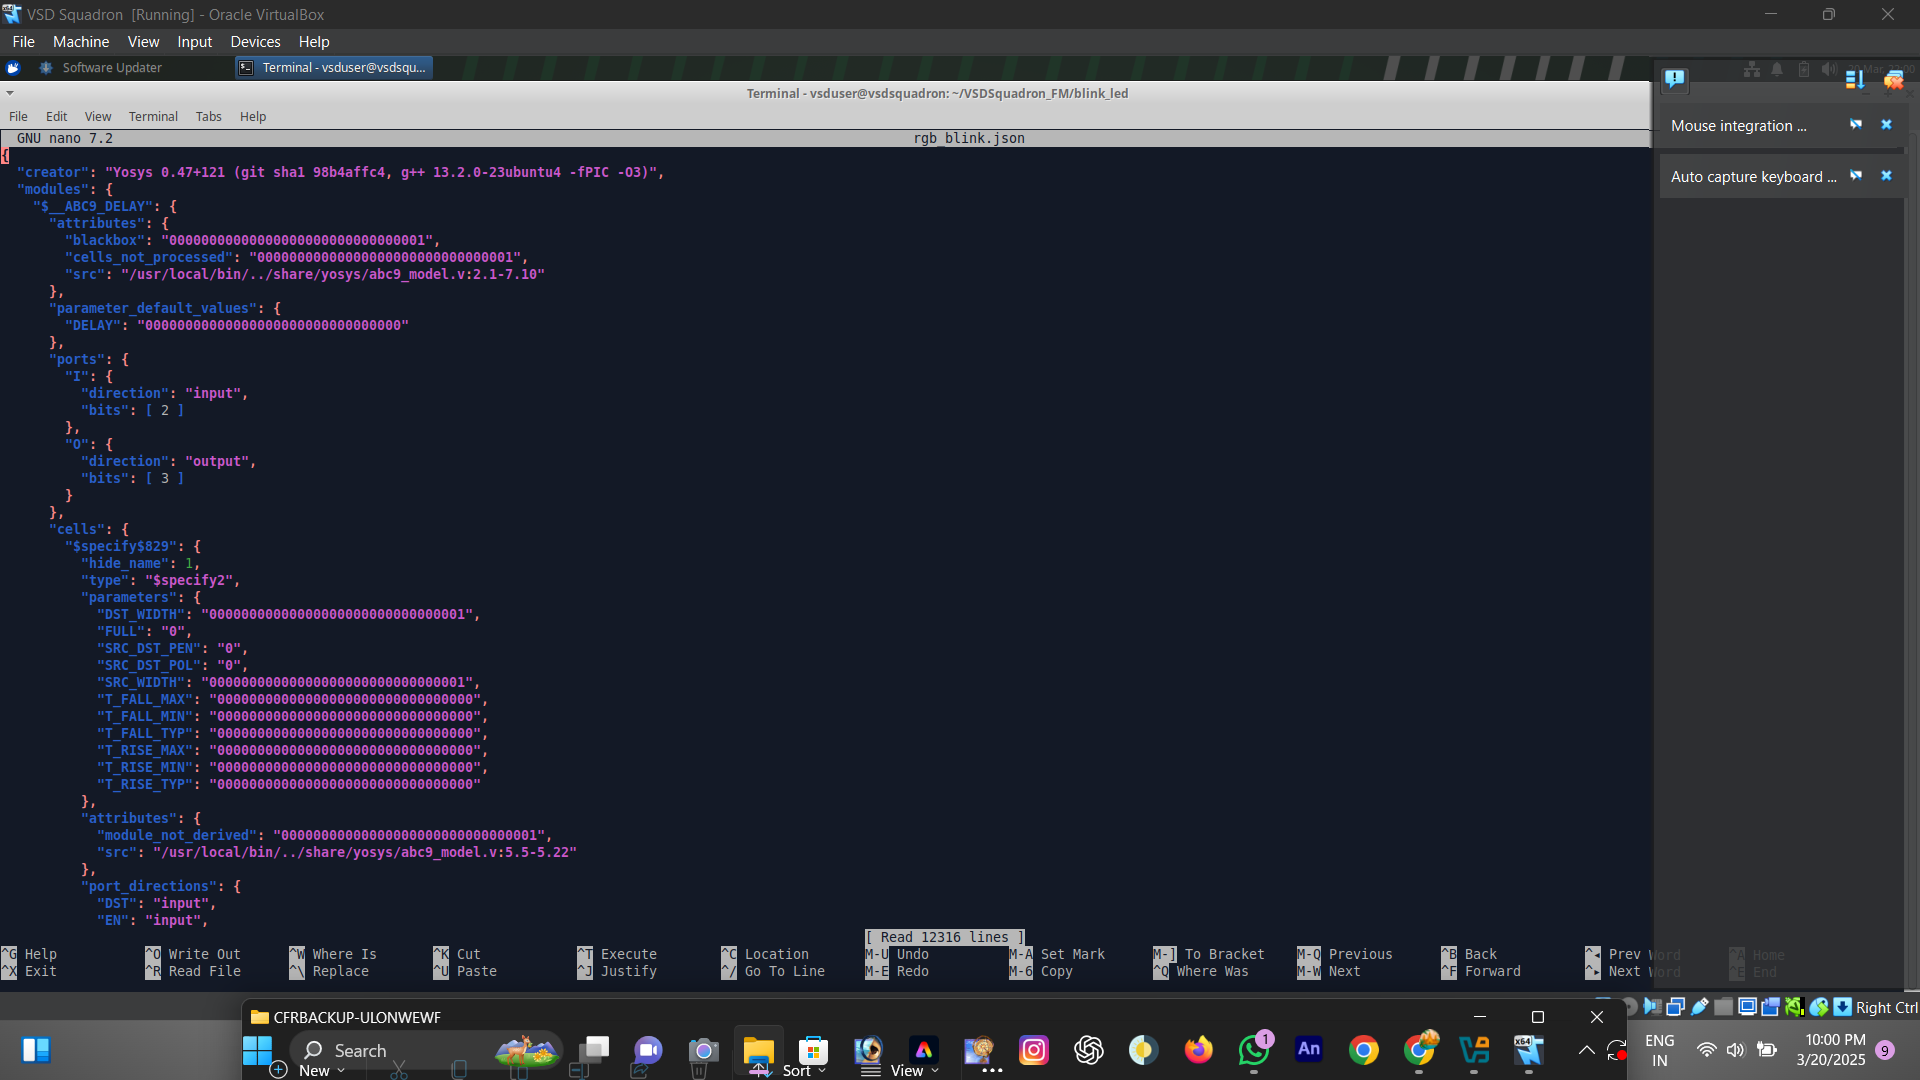 VSD Squadron [Running] - Oracle VirtualBox
File Machine View Input Devices Help
Software Updater
Terminal - vsduser@vsdsqu...
Terminal - vsduser@vsdsquadron: ~/VSDSquadron_FM/blink_led
File Edit View Terminal Tabs Help
GNU nano 7.2 rgb_blink.json
{
"creator": "Yosys 0.47+121 (git sha1 98b4affc4, g++ 13.2.0-23ubuntu4 -fPIC -O3)",
"modules": {
"$__ABC9_DELAY": {
"attributes": {
"blackbox": "00000000000000000000000000000001",
"cells_not_processed": "00000000000000000000000000000001",
"src": "/usr/local/bin/../share/yosys/abc9_model.v:2.1-7.10"
},
"parameter_default_values": {
"DELAY": "00000000000000000000000000000000"
},
"ports": {
"I": {
"direction": "input",
"bits": [ 2 ]
},
"O": {
"direction": "output",
"bits": [ 3 ]
}
},
"cells": {
"$specify$829": {
"hide_name": 1,
"type": "$specify2",
"parameters": {
"DST_WIDTH": "00000000000000000000000000000001",
"FULL": "0",
"SRC_DST_PEN": "0",
"SRC_DST_POL": "0",
"SRC_WIDTH": "00000000000000000000000000000001",
"T_FALL_MAX": "00000000000000000000000000000000",
"T_FALL_MIN": "00000000000000000000000000000000",
"T_FALL_TYP": "00000000000000000000000000000000",
"T_RISE_MAX": "00000000000000000000000000000000",
"T_RISE_MIN": "00000000000000000000000000000000",
"T_RISE_TYP": "00000000000000000000000000000000"
},
"attributes": {
"module_not_derived": "00000000000000000000000000000001",
"src": "/usr/local/bin/../share/yosys/abc9_model.v:5.5-5.22"
},
"port_directions": {
"DST": "input",
"EN": "input",
[ Read 12316 lines ]
^G Help ^O Write Out ^W Where Is ^K Cut ^T Execute ^C Location M-U Undo M-A Set Mark M-] To Bracket M-Q Previous ^B Back ^◂ Prev Word ^A Home
^X Exit ^R Read File ^\ Replace ^U Paste ^J Justify ^/ Go To Line M-E Redo M-6 Copy ^Q Where Was M-W Next ^F Forward ^▸ Next Word ^E End
Mouse integration ...
Auto capture keyboard ...
Right Ctrl
CFRBACKUP-ULONWEWF
Search
New Sort View
An
1
x64
ENG
IN
10:00 PM
3/20/2025
9